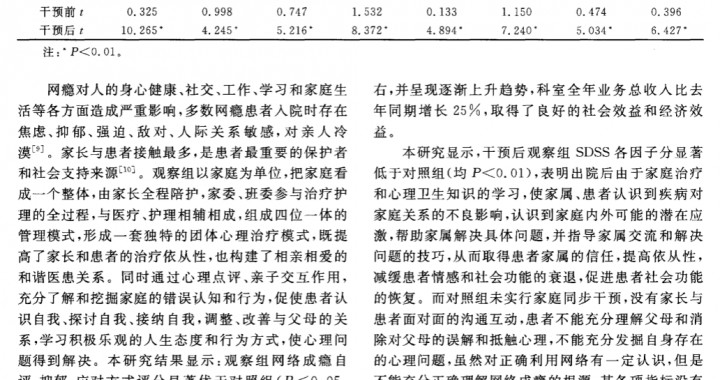 干预前 t 0.325 0.998 0.747 1.532 0.133 1.150 0.474 0.396
干预后 t 10.265* 4.245* 5.216* 8.372* 4.894* 7.240* 5.034* 6.427*
注:* P<0.01。
网瘾对人的身心健康、社交、工作、学习和家庭生
活等各方面造成严重影响,多数网瘾患者入院时存在
焦虑、抑郁、强迫、敌对、人际关系敏感,对亲人冷
漠[9]。家长与患者接触最多,是患者最重要的保护者
和社会支持来源[10]。观察组以家庭为单位,把家庭看
成一个整体,由家长全程陪护,家委、班委参与治疗护
理的全过程,与医疗、护理相辅相成,组成四位一体的
管理模式,形成一套独特的团体心理治疗模式,既提
高了家长和患者的治疗依从性,也构建了相亲相爱的
和谐医患关系。同时通过心理点评、亲子交互作用,
充分了解和挖掘家庭的错误认知和行为,促使患者认
识自我、探讨自我、接纳自我,调整、改善与父母的关
系,学习积极乐观的人生态度和行为方式,使心理问
题得到解决。本研究结果显示:观察组网络成瘾自
评、抑郁、应对方式评分显著优于对照组(P<0.05,
右,并呈现逐渐上升趋势,科室全年业务总收入比去
年同期增长 25%,取得了良好的社会效益和经济效
益。
本研究显示,干预后观察组 SDSS 各因子分显著
低于对照组(均 P<0.01),表明出院后由于家庭治疗
和心理卫生知识的学习,使家属、患者认识到疾病对
家庭关系的不良影响,认识到家庭内外可能的潜在应
激,帮助家属解决具体问题,并指导家属交流和解决
问题的技巧,从而取得患者家属的信任,提高依从性,
减缓患者情感和社会功能的衰退,促进患者社会功能
的恢复。而对照组未实行家庭同步干预,没有家长与
患者面对面的沟通互动,患者不能充分理解父母和消
除对父母的误解和抵触心理,不能充分发掘自身存在
的心理问题,虽然对正确利用网络有一定认识,但是
不能充分正确理解网络成瘾的根源,其各项指标没有